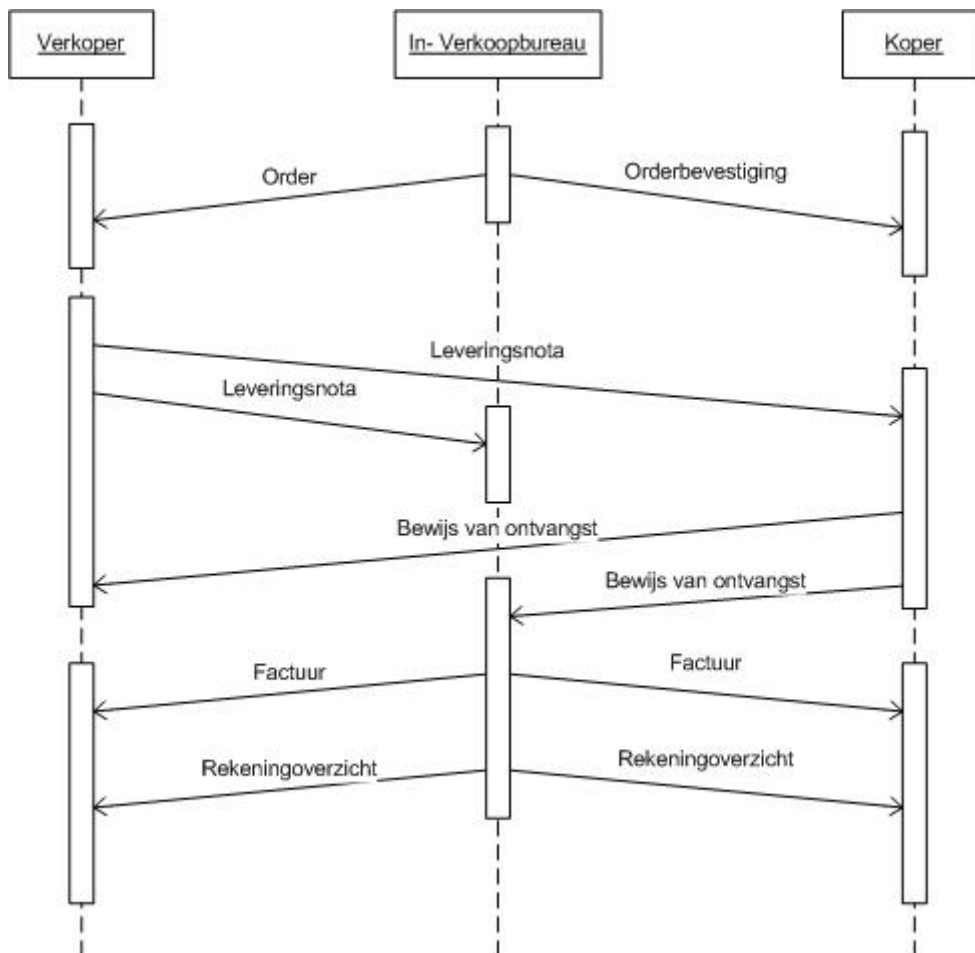 Verkoper
In- Verkoopbureau
Koper
Order
Orderbevestiging
Leveringsnota
Leveringsnota
Bewijs van ontvangst
Bewijs van ontvangst
Factuur
Factuur
Rekeningoverzicht
Rekeningoverzicht